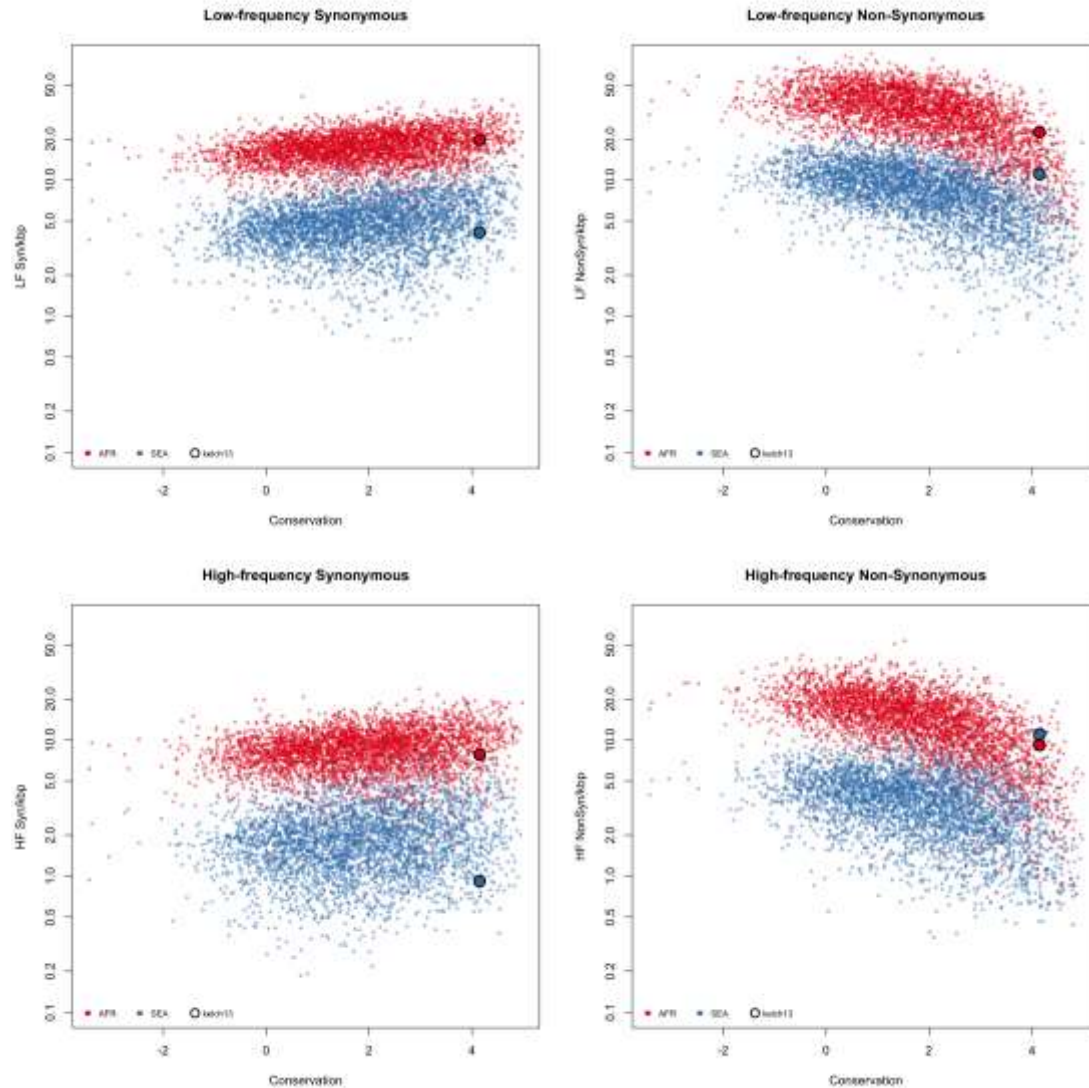 Low-frequency Synonymous
LF Syn/kbp
50.0
20.0
10.0
5.0
2.0
1.0
0.5
0.2
0.1
AFR SEA kelch13
-2 0 2 4
Conservation
Low-frequency Non-Synonymous
LF NonSyn/kbp
50.0
20.0
10.0
5.0
2.0
1.0
0.5
0.2
0.1
AFR SEA kelch13
-2 0 2 4
Conservation
High-frequency Synonymous
HF Syn/kbp
50.0
20.0
10.0
5.0
2.0
1.0
0.5
0.2
0.1
AFR SEA kelch13
-2 0 2 4
Conservation
High-frequency Non-Synonymous
HF NonSyn/kbp
50.0
20.0
10.0
5.0
2.0
1.0
0.5
0.2
0.1
AFR SEA kelch13
-2 0 2 4
Conservation